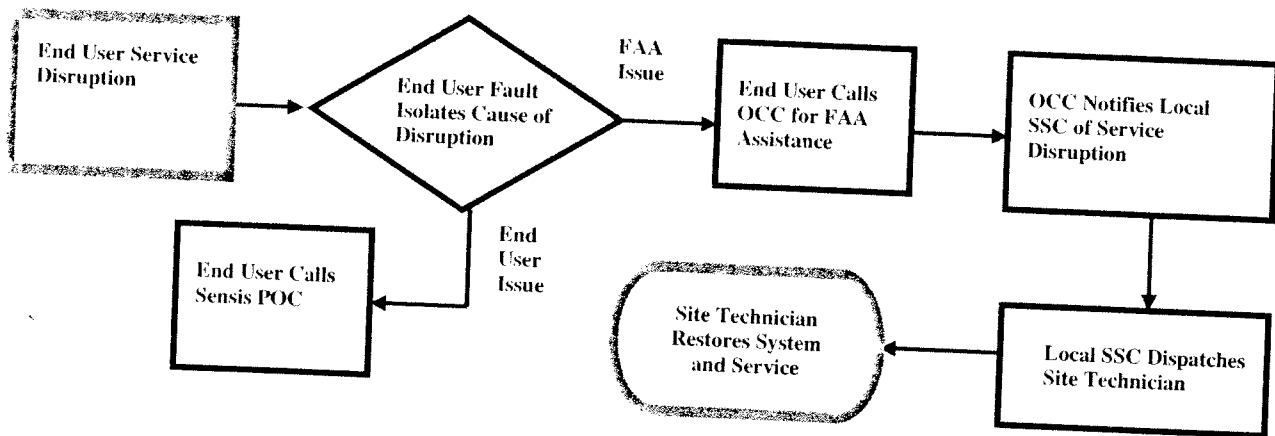 End User Service
Disruption
End User Fault
Isolates Cause of
Disruption
FAA
Issue
End User Calls
OCC for FAA
Assistance
OCC Notifies Local
SSC of Service
Disruption
End User Calls
Sensis POC
End
User
Issue
Site Technician
Restores System
and Service
Local SSC Dispatches
Site Technician